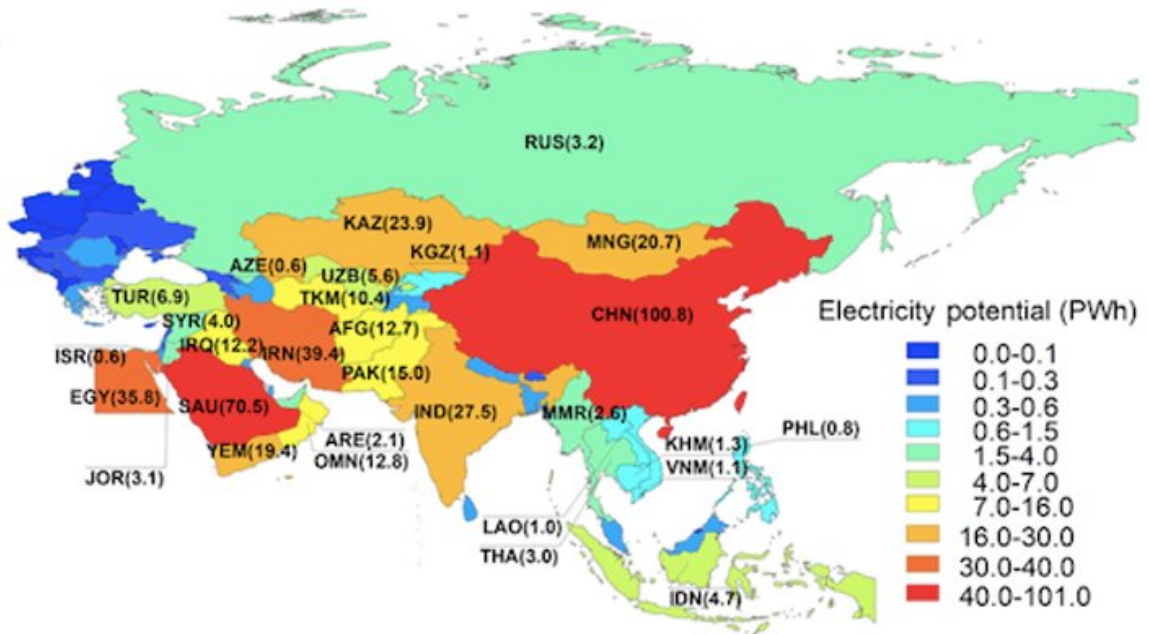 RUS(3.2)
KAZ(23.9)
MNG(20.7)
KGZ(1.1)
AZE(0.6)
UZB(5.6)
TUR(6.9)
TKM(10.4)
CHN(100.8)
SYR(4.0)
AFG(12.7)
IRQ(12.2)
IRN(39.4)
ISR(0.6)
PAK(15.0)
EGY(35.8)
SAU(70.5)
IND(27.5)
MMR(2.6)
PHL(0.8)
ARE(2.1)
KHM(1.3)
YEM(19.4)
OMN(12.8)
VNM(1.1)
JOR(3.1)
LAO(1.0)
THA(3.0)
IDN(4.7)
Electricity potential (PWh)
0.0-0.1
0.1-0.3
0.3-0.6
0.6-1.5
1.5-4.0
4.0-7.0
7.0-16.0
16.0-30.0
30.0-40.0
40.0-101.0